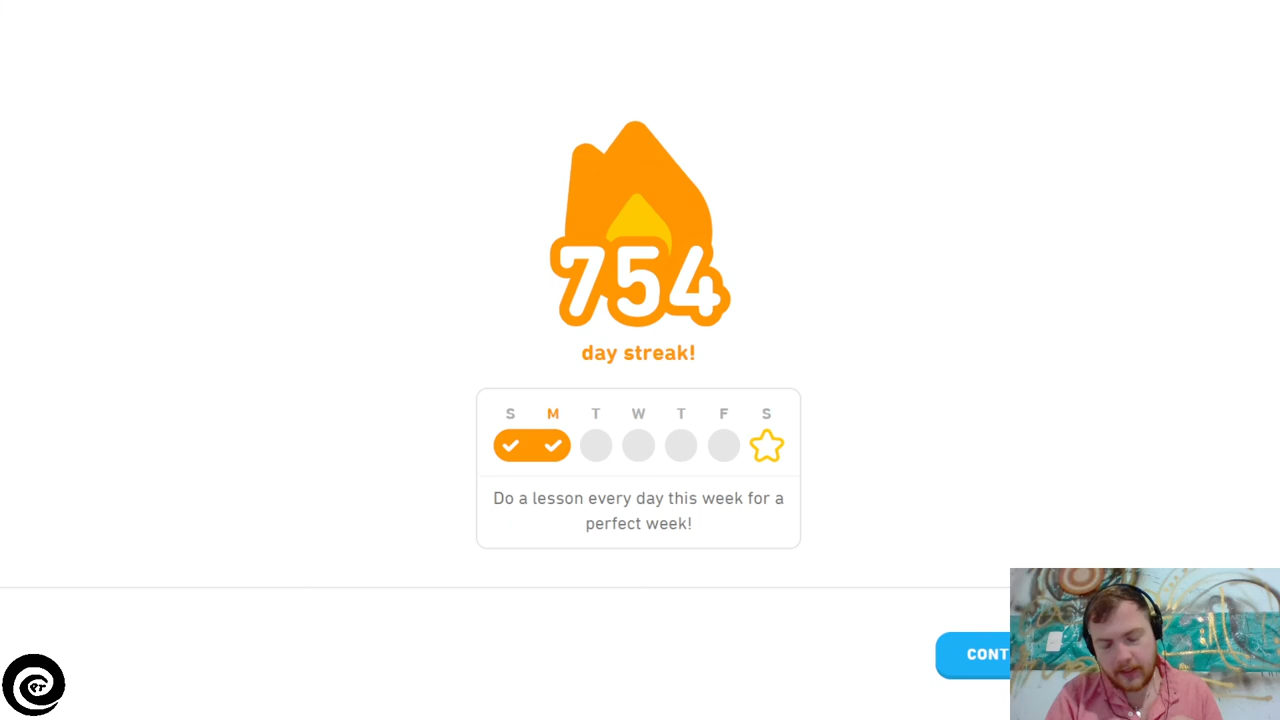 754
day streak!
S M T W T F S
Do a lesson every day this week for a
perfect week!
CONT